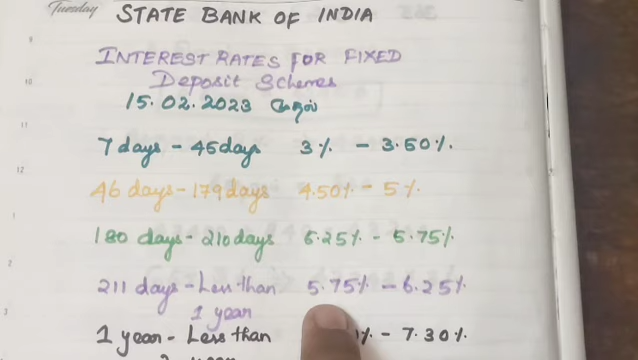 Tuesday
STATE BANK OF INDIA
INTEREST RATES FOR FIXED
Deposit Schemes
15.02.2023 முதல்
7 days - 45 days 3% - 3.50%
46 days - 179 days 4.50% - 5%
180 days - 210 days 5.25% - 5.75%
211 days - Less than 5.75% - 6.25%
1 year
1 year - Less than % - 7.30%